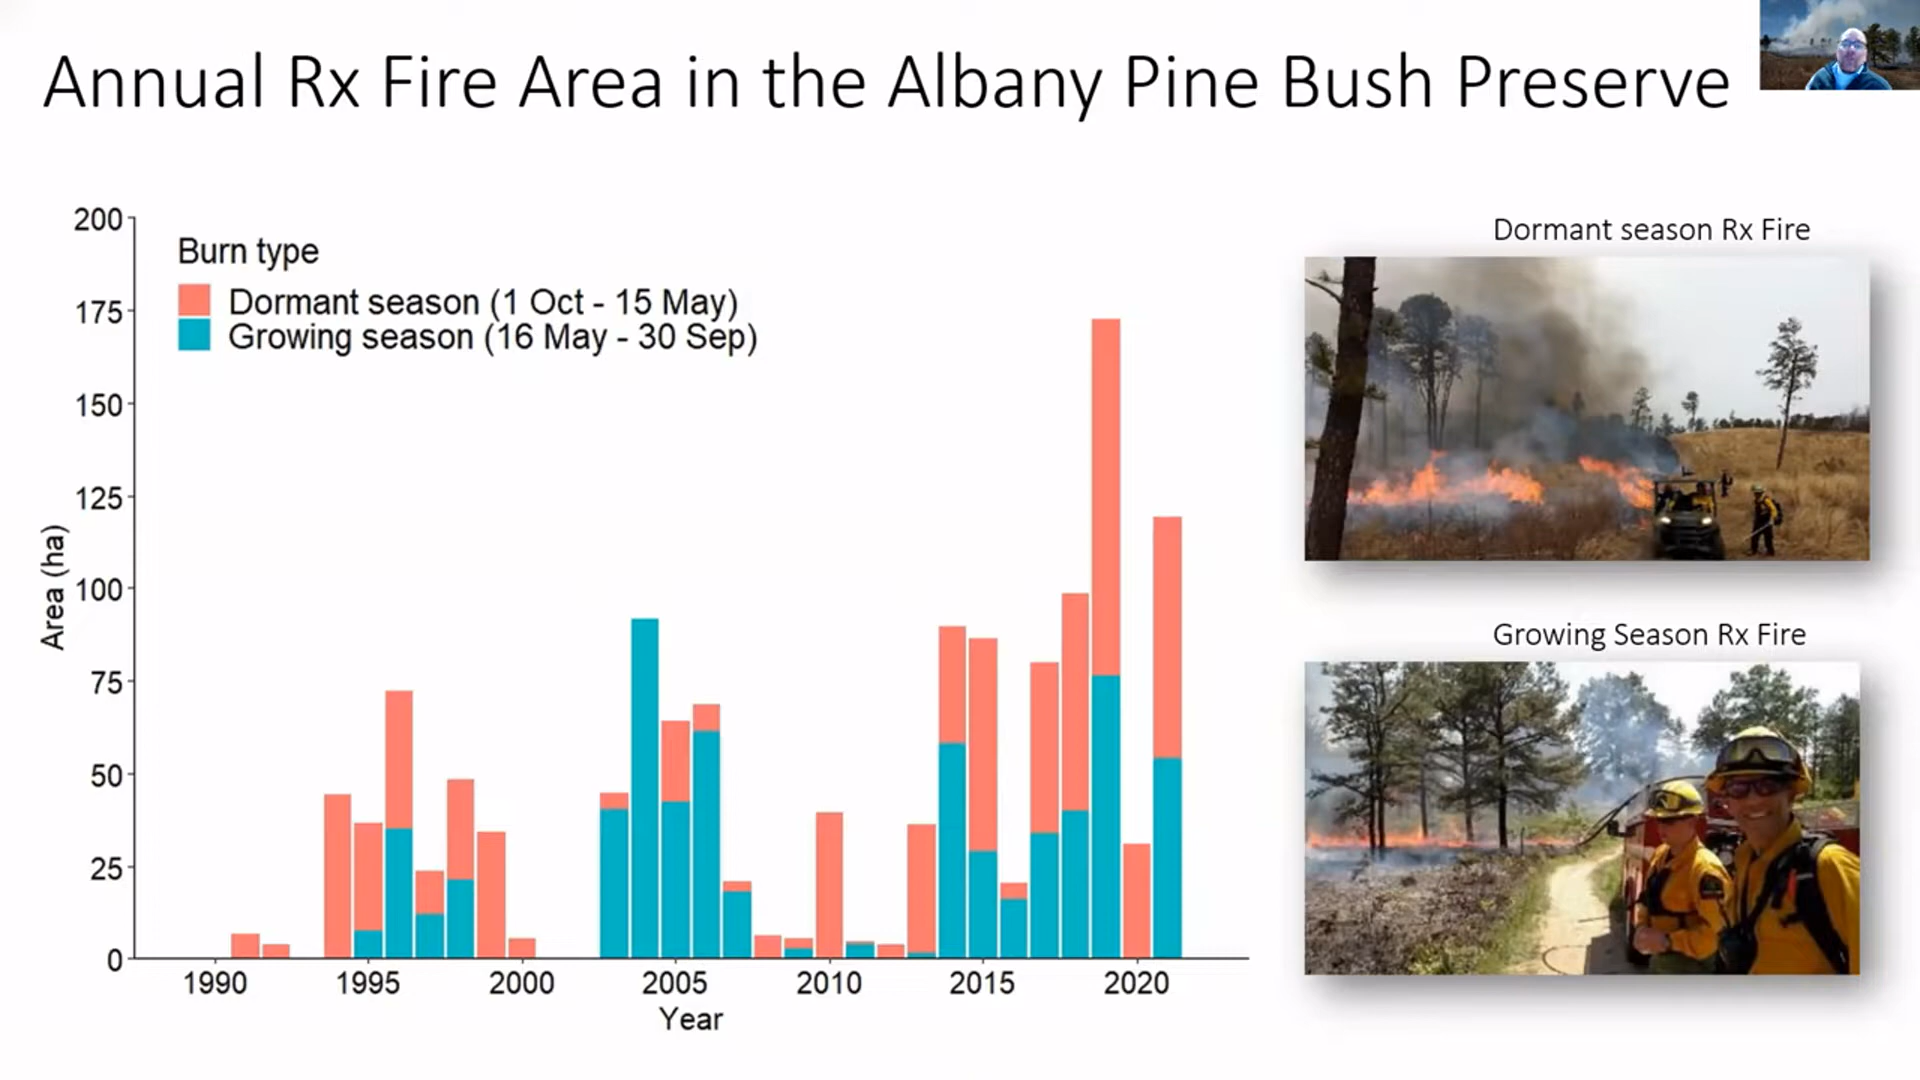 Annual Rx Fire Area in the Albany Pine Bush Preserve
200
175
150
125
100
75
50
25
0
Area (ha)
Burn type
Dormant season (1 Oct - 15 May)
Growing season (16 May - 30 Sep)
1990 1995 2000 2005 2010 2015 2020
Year
Dormant season Rx Fire
Growing Season Rx Fire